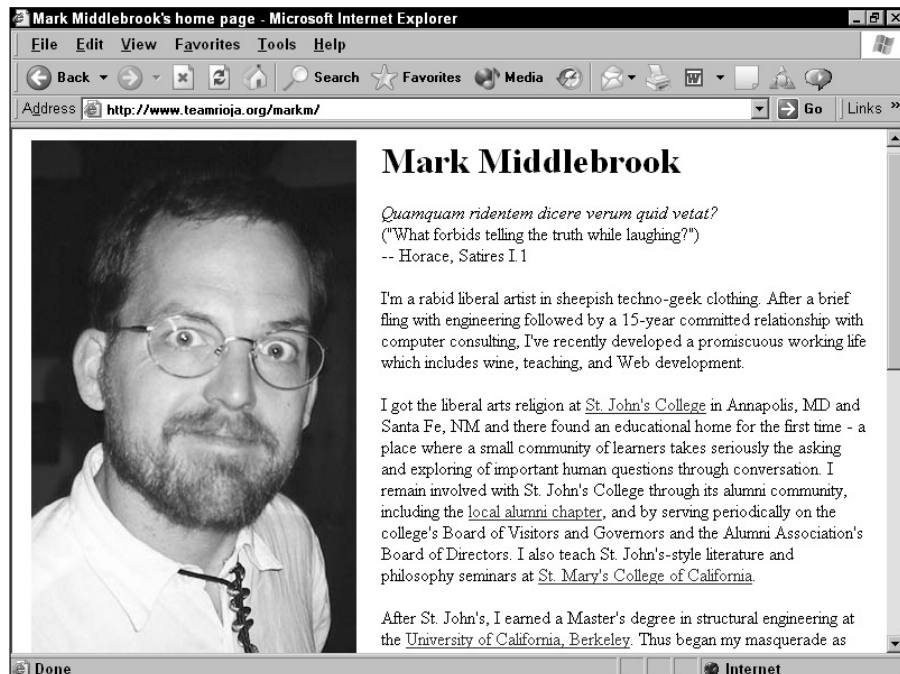 Mark Middlebrook's home page - Microsoft Internet Explorer
File Edit View Favorites Tools Help
Back Search Favorites Media
Address http://www.teamrioja.org/markm/ Go Links »
Mark Middlebrook
Quamquam ridentem dicere verum quid vetat?
("What forbids telling the truth while laughing?")
-- Horace, Satires I.1
I'm a rabid liberal artist in sheepish techno-geek clothing. After a brief
fling with engineering followed by a 15-year committed relationship with
computer consulting, I've recently developed a promiscuous working life
which includes wine, teaching, and Web development.
I got the liberal arts religion at St. John's College in Annapolis, MD and
Santa Fe, NM and there found an educational home for the first time - a
place where a small community of learners takes seriously the asking
and exploring of important human questions through conversation. I
remain involved with St. John's College through its alumni community,
including the local alumni chapter, and by serving periodically on the
college's Board of Visitors and Governors and the Alumni Association's
Board of Directors. I also teach St. John's-style literature and
philosophy seminars at St. Mary's College of California.
After St. John's, I earned a Master's degree in structural engineering at
the University of California, Berkeley. Thus began my masquerade as
Done Internet